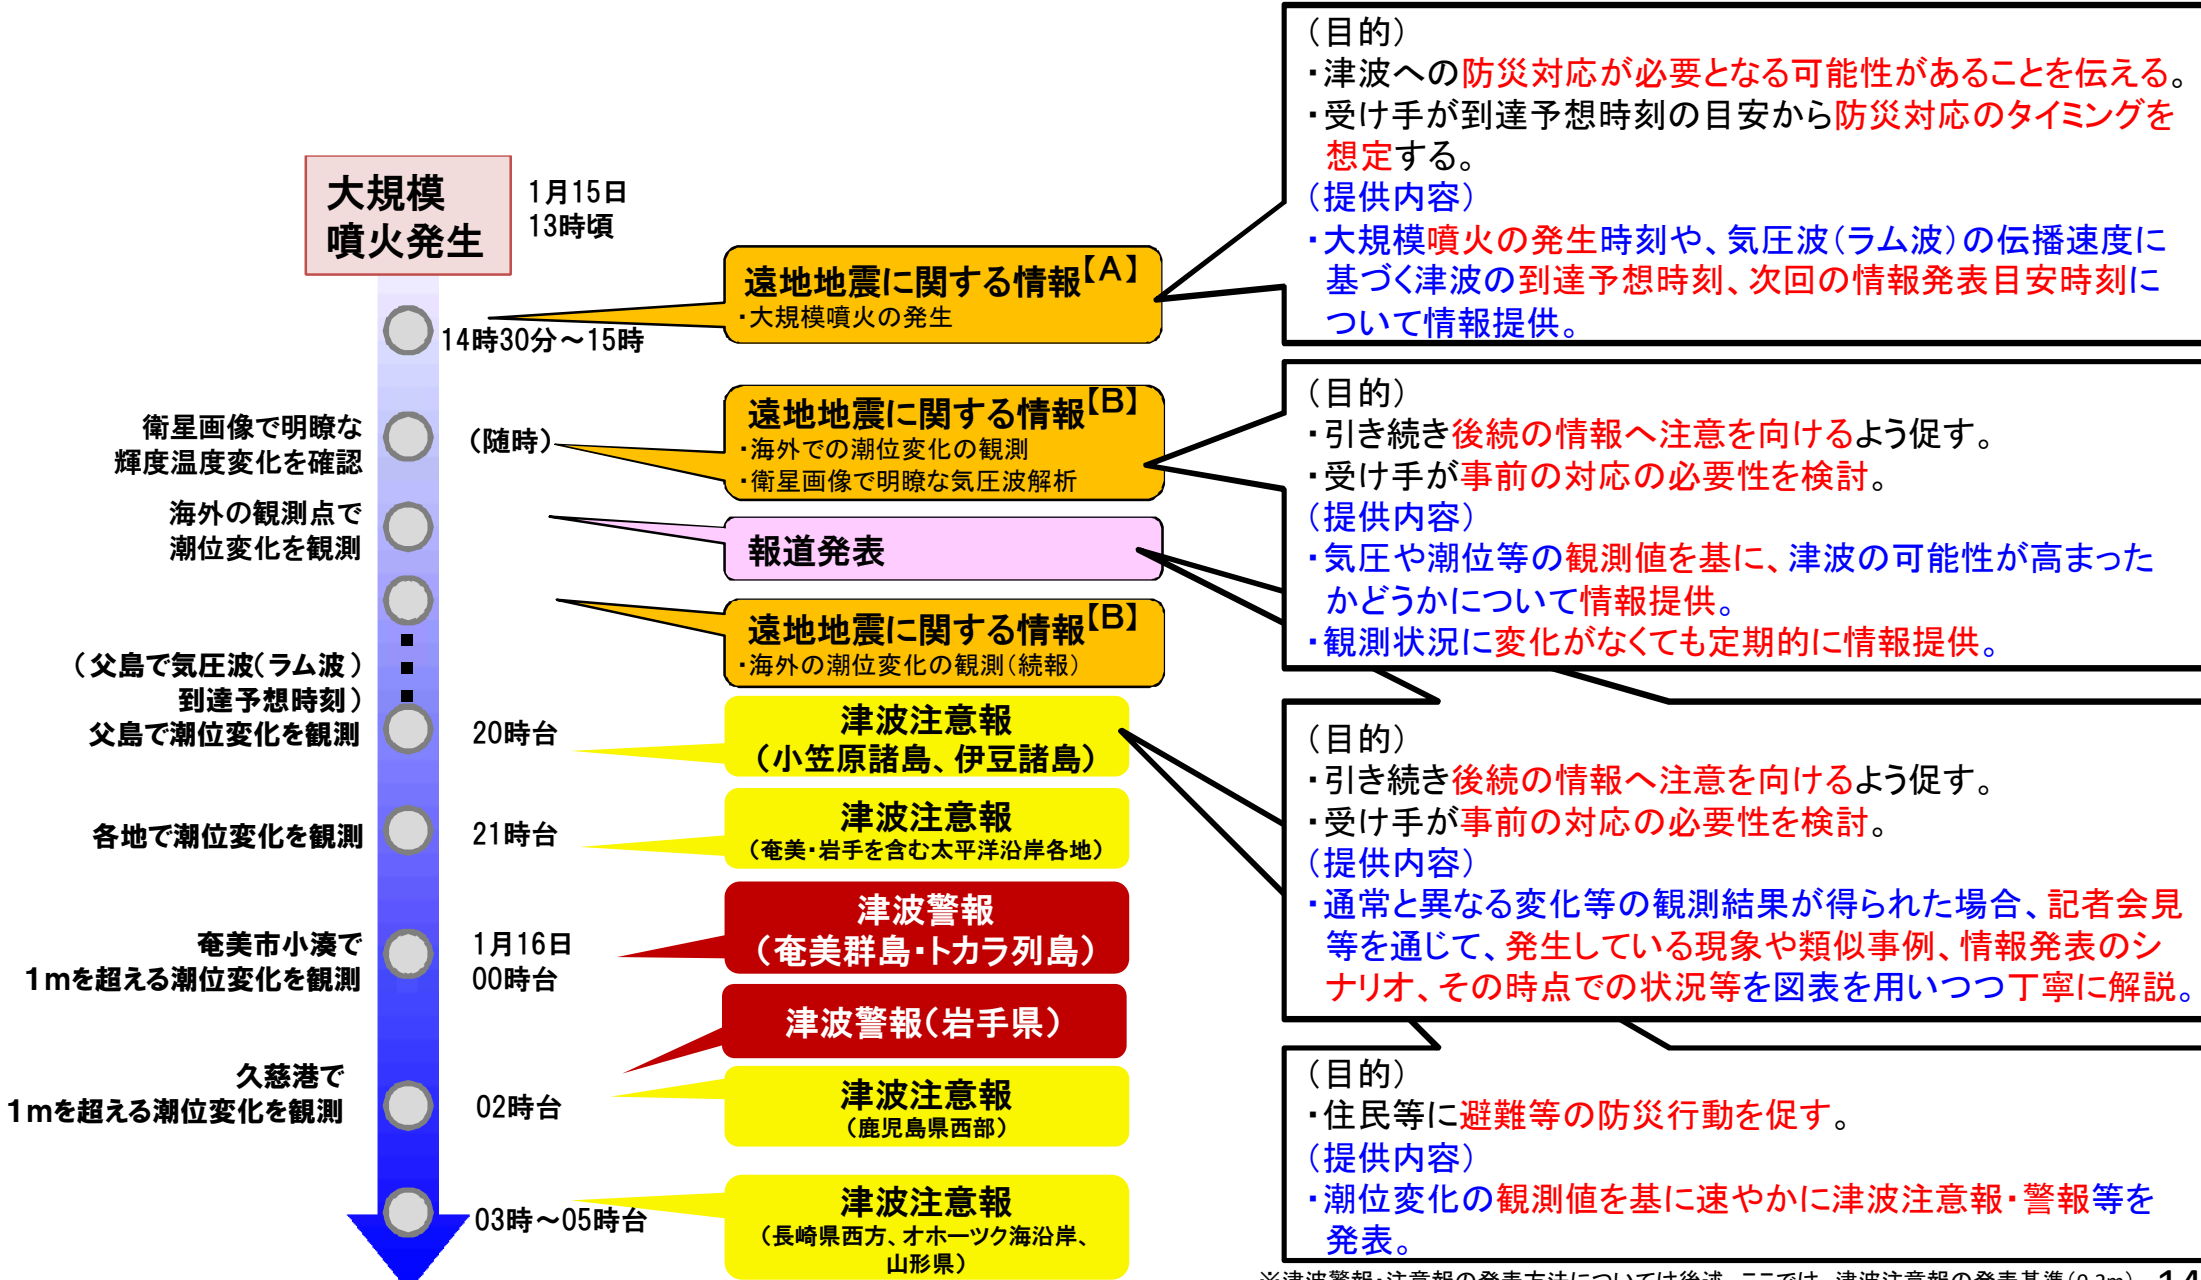 大規模
噴火発生
1月15日
13時頃
14時30分～15時
遠地地震に関する情報【A】
・大規模噴火の発生
衛星画像で明瞭な
輝度温度変化を確認
（随時）
遠地地震に関する情報【B】
・海外での潮位変化の観測
・衛星画像で明瞭な気圧波解析
海外の観測点で
潮位変化を観測
報道発表
遠地地震に関する情報【B】
・海外の潮位変化の観測（続報）
（父島で気圧波（ラム波）
到達予想時刻）
父島で潮位変化を観測
20時台
津波注意報
（小笠原諸島、伊豆諸島）
各地で潮位変化を観測
21時台
津波注意報
（奄美・岩手を含む太平洋沿岸各地）
奄美市小湊で
1mを超える潮位変化を観測
1月16日
00時台
津波警報
（奄美群島・トカラ列島）
津波警報（岩手県）
久慈港で
1mを超える潮位変化を観測
02時台
津波注意報
（鹿児島県西部）
03時～05時台
津波注意報
（長崎県西方、オホーツク海沿岸、
山形県）
（目的）
・津波への防災対応が必要となる可能性があることを伝える。
・受け手が到達予想時刻の目安から防災対応のタイミングを
想定する。
（提供内容）
・大規模噴火の発生時刻や、気圧波（ラム波）の伝播速度に
基づく津波の到達予想時刻、次回の情報発表目安時刻に
ついて情報提供。
（目的）
・引き続き後続の情報へ注意を向けるよう促す。
・受け手が事前の対応の必要性を検討。
（提供内容）
・気圧や潮位等の観測値を基に、津波の可能性が高まった
かどうかについて情報提供。
・観測状況に変化がなくても定期的に情報提供。
（目的）
・引き続き後続の情報へ注意を向けるよう促す。
・受け手が事前の対応の必要性を検討。
（提供内容）
・通常と異なる変化等の観測結果が得られた場合、記者会見
等を通じて、発生している現象や類似事例、情報発表のシ
ナリオ、その時点での状況等を図表を用いつつ丁寧に解説。
（目的）
・住民等に避難等の防災行動を促す。
（提供内容）
・潮位変化の観測値を基に速やかに津波注意報・警報等を
発表。
※津波警報・注意報の発表方法については後述。ここでは、津波注意報の発表基準（0.2m）
14